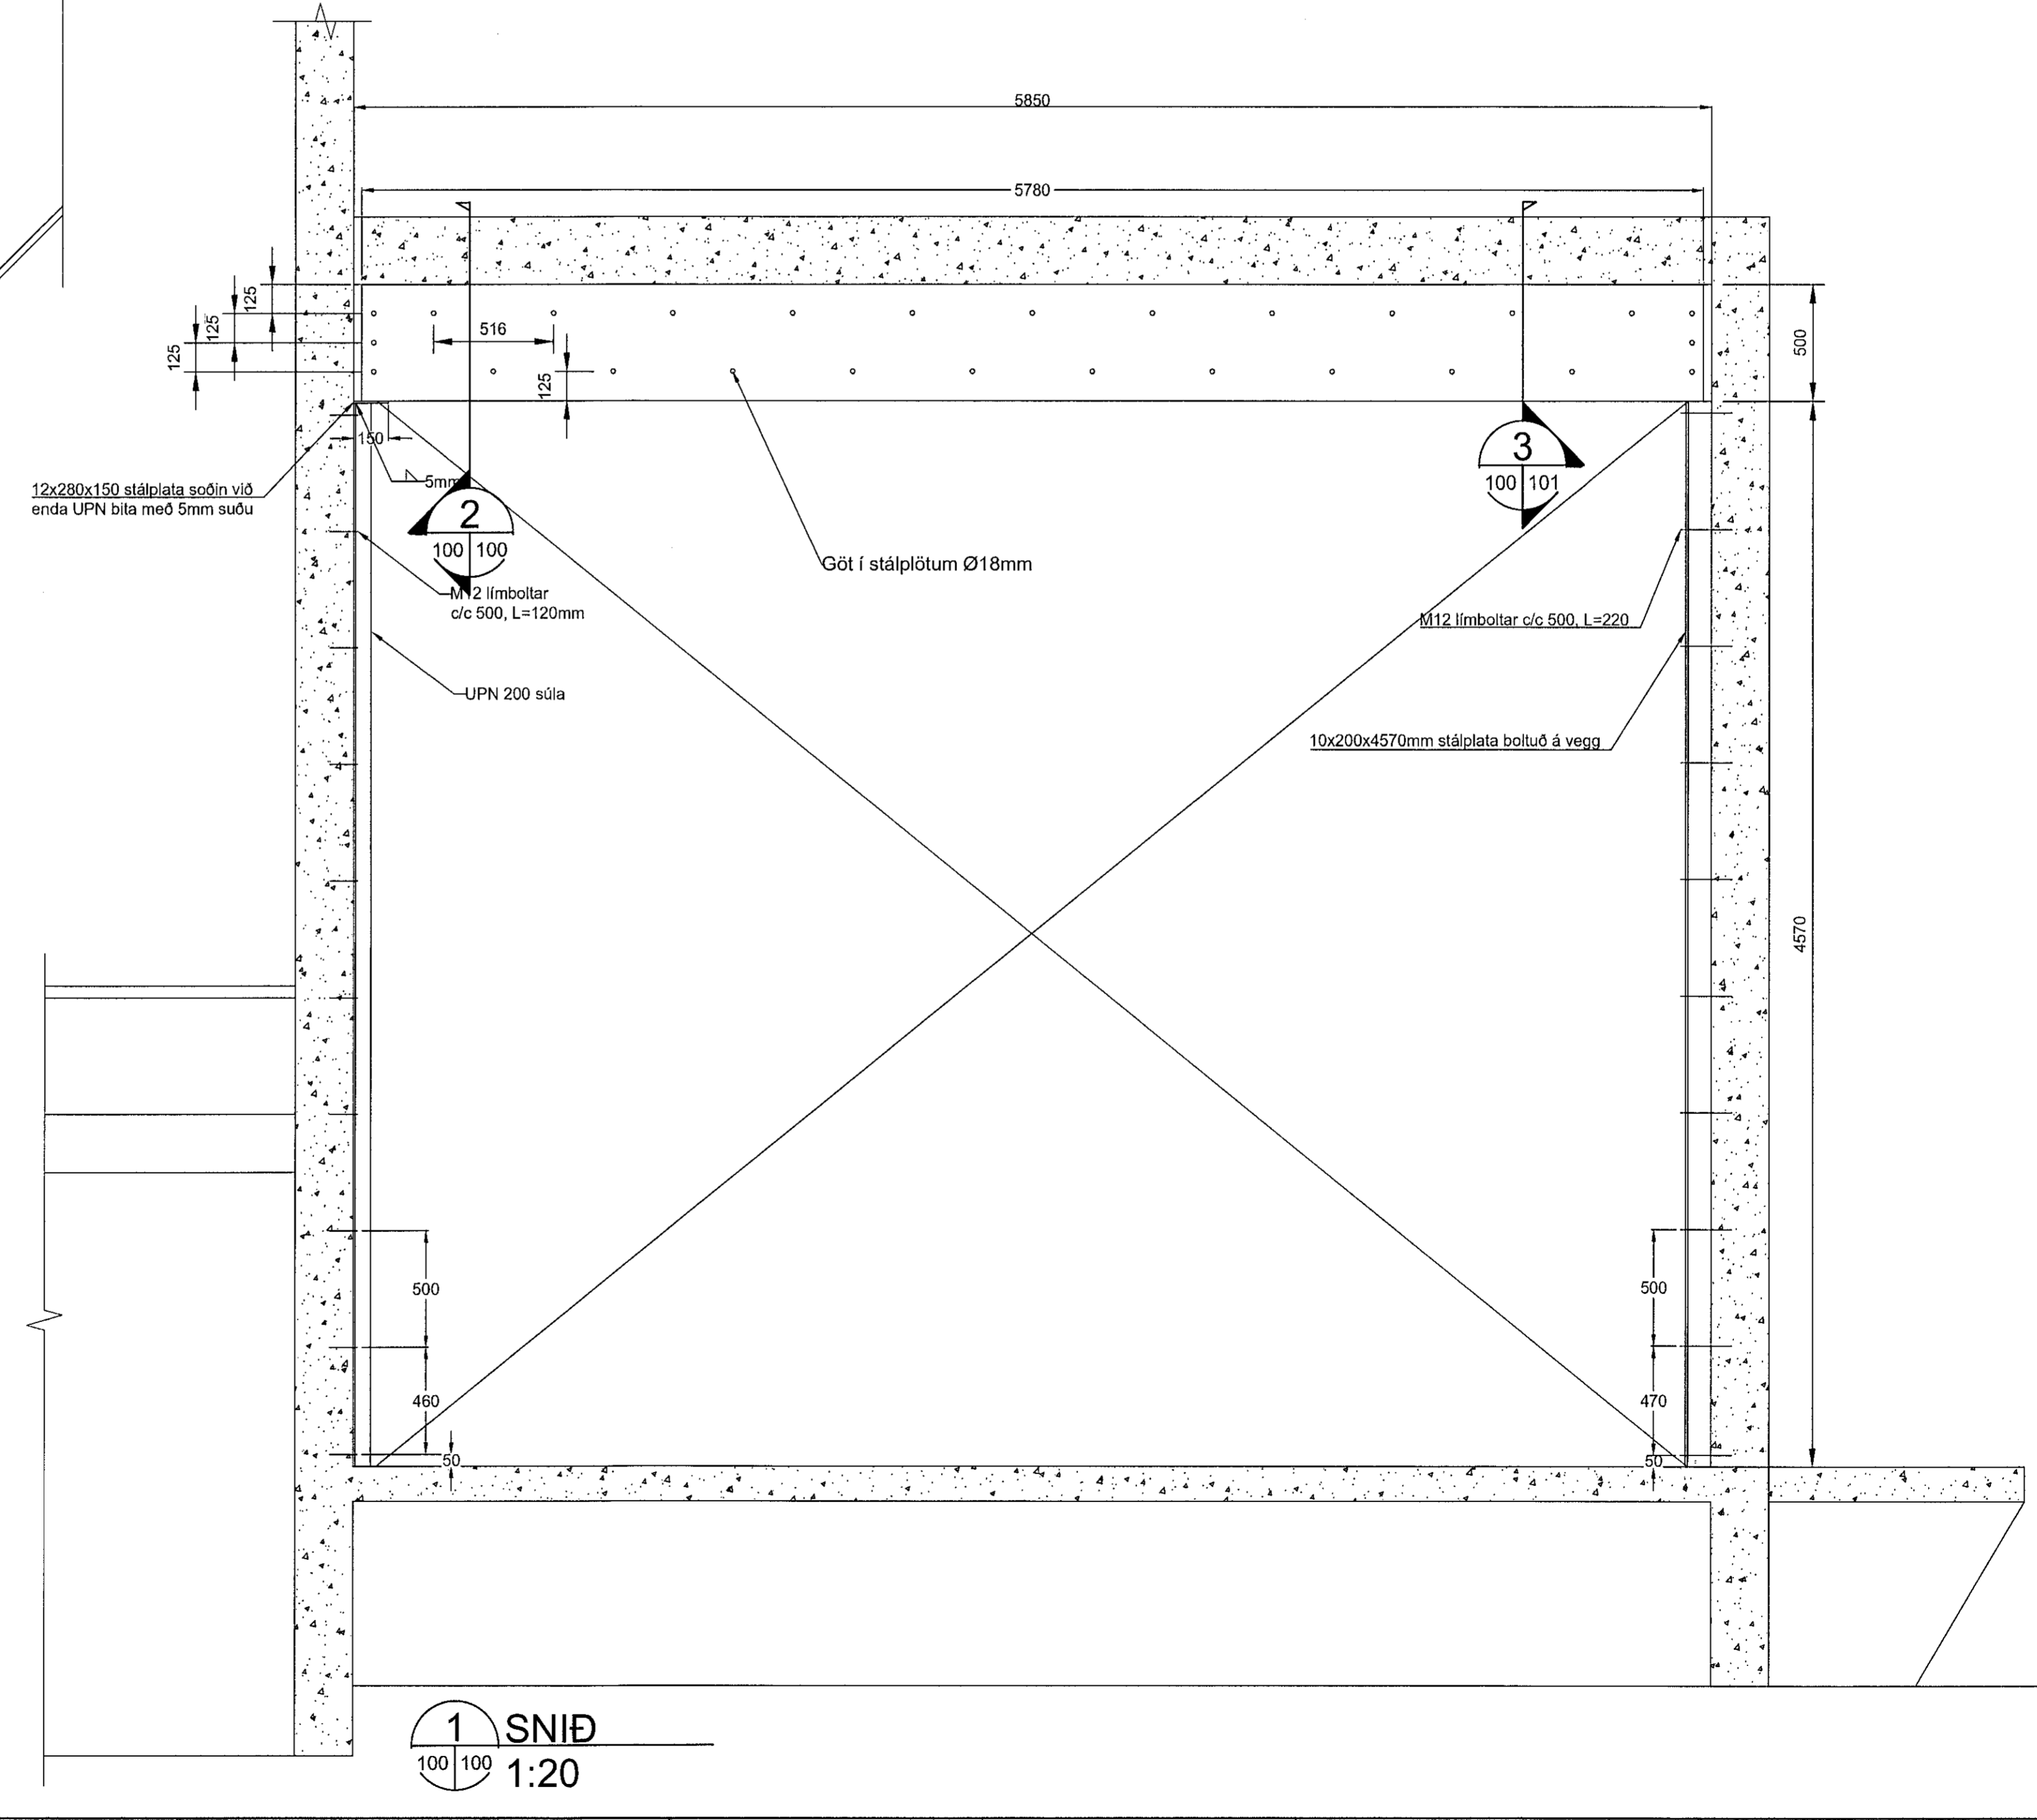 5850
5780
125
125
125
516
125
500
150
5mm
12x280x150 stálplata soðin við
enda UPN bita með 5mm suðu
2
100 100
3
100 101
Göt í stálplötum Ø18mm
M12 límboltar
c/c 500, L=120mm
M12 límboltar c/c 500, L=220
UPN 200 súla
10x200x4570mm stálplata boltuð á vegg
4570
500
500
460
470
50
50
1 SNIÐ
100 100 1:20